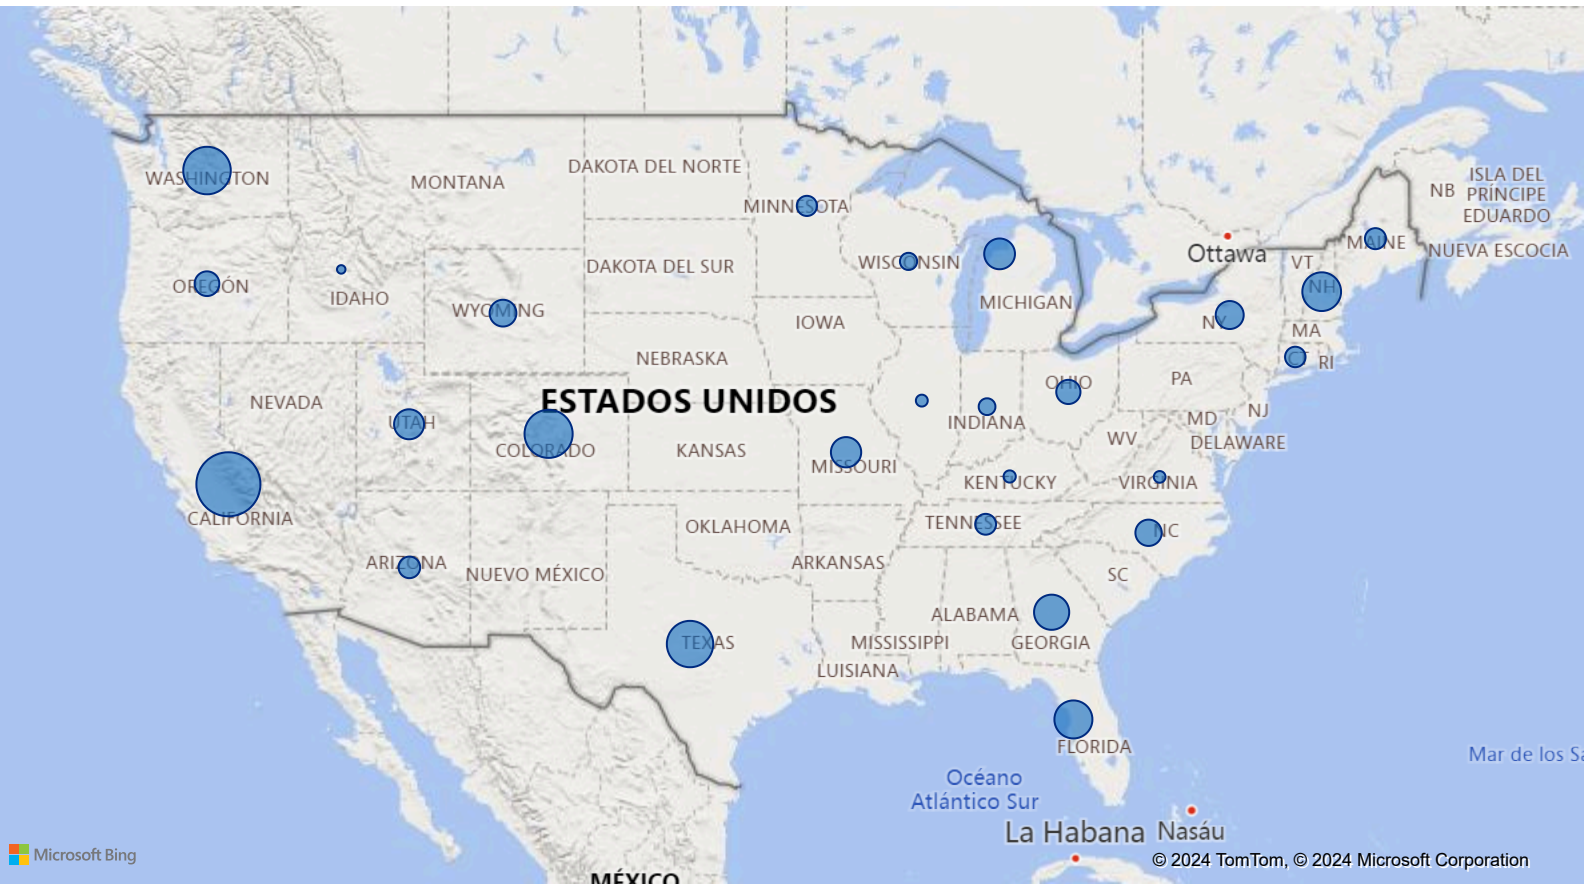 WASHINGTON
MONTANA
DAKOTA DEL NORTE
MINNESOTA
ISLA DEL
PRÍNCIPE
EDUARDO
NB
MAINE
NUEVA ESCOCIA
Ottawa
VT
NH
OREGÓN
IDAHO
WYOMING
DAKOTA DEL SUR
WISCONSIN
MICHIGAN
IOWA
NY
MA
CT
RI
NEBRASKA
ESTADOS UNIDOS
NEVADA
UTAH
COLORADO
KANSAS
MISSOURI
INDIANA
OHIO
PA
NJ
MD
DELAWARE
WV
KENTUCKY
VIRGINIA
CALIFORNIA
ARIZONA
NUEVO MÉXICO
OKLAHOMA
ARKANSAS
TENNESSEE
NC
SC
TEXAS
ALABAMA
MISSISSIPPI
GEORGIA
LUISIANA
FLORIDA
Océano
Atlántico Sur
Mar de los Sa
La Habana
Nasáu
MÉXICO
Microsoft Bing
© 2024 TomTom, © 2024 Microsoft Corporation